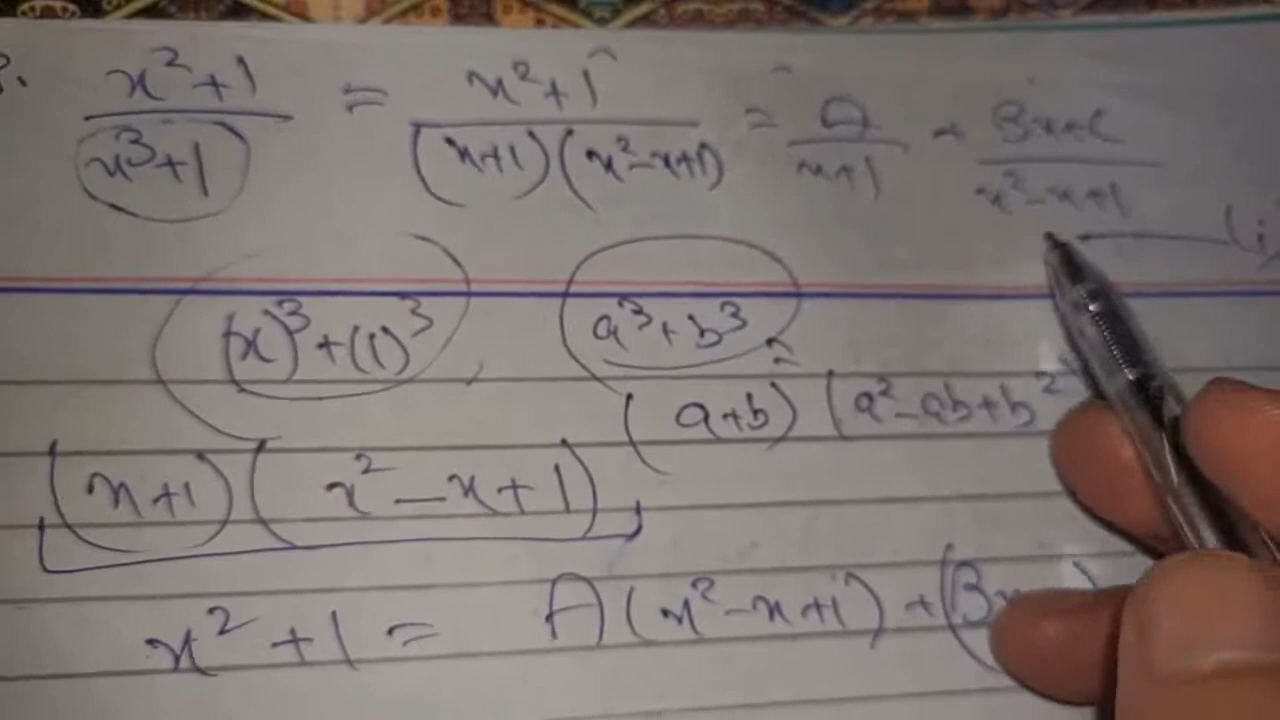 x²+1/x³+1 = x²+1/(x+1)(x²-x+1) = A/x+1 + Bx+C/x²-x+1
(x)³+(1)³, a³+b³
(a+b)(a²-ab+b²
(x+1)(x²-x+1)
x²+1 = A(x²-x+1)+(Bx